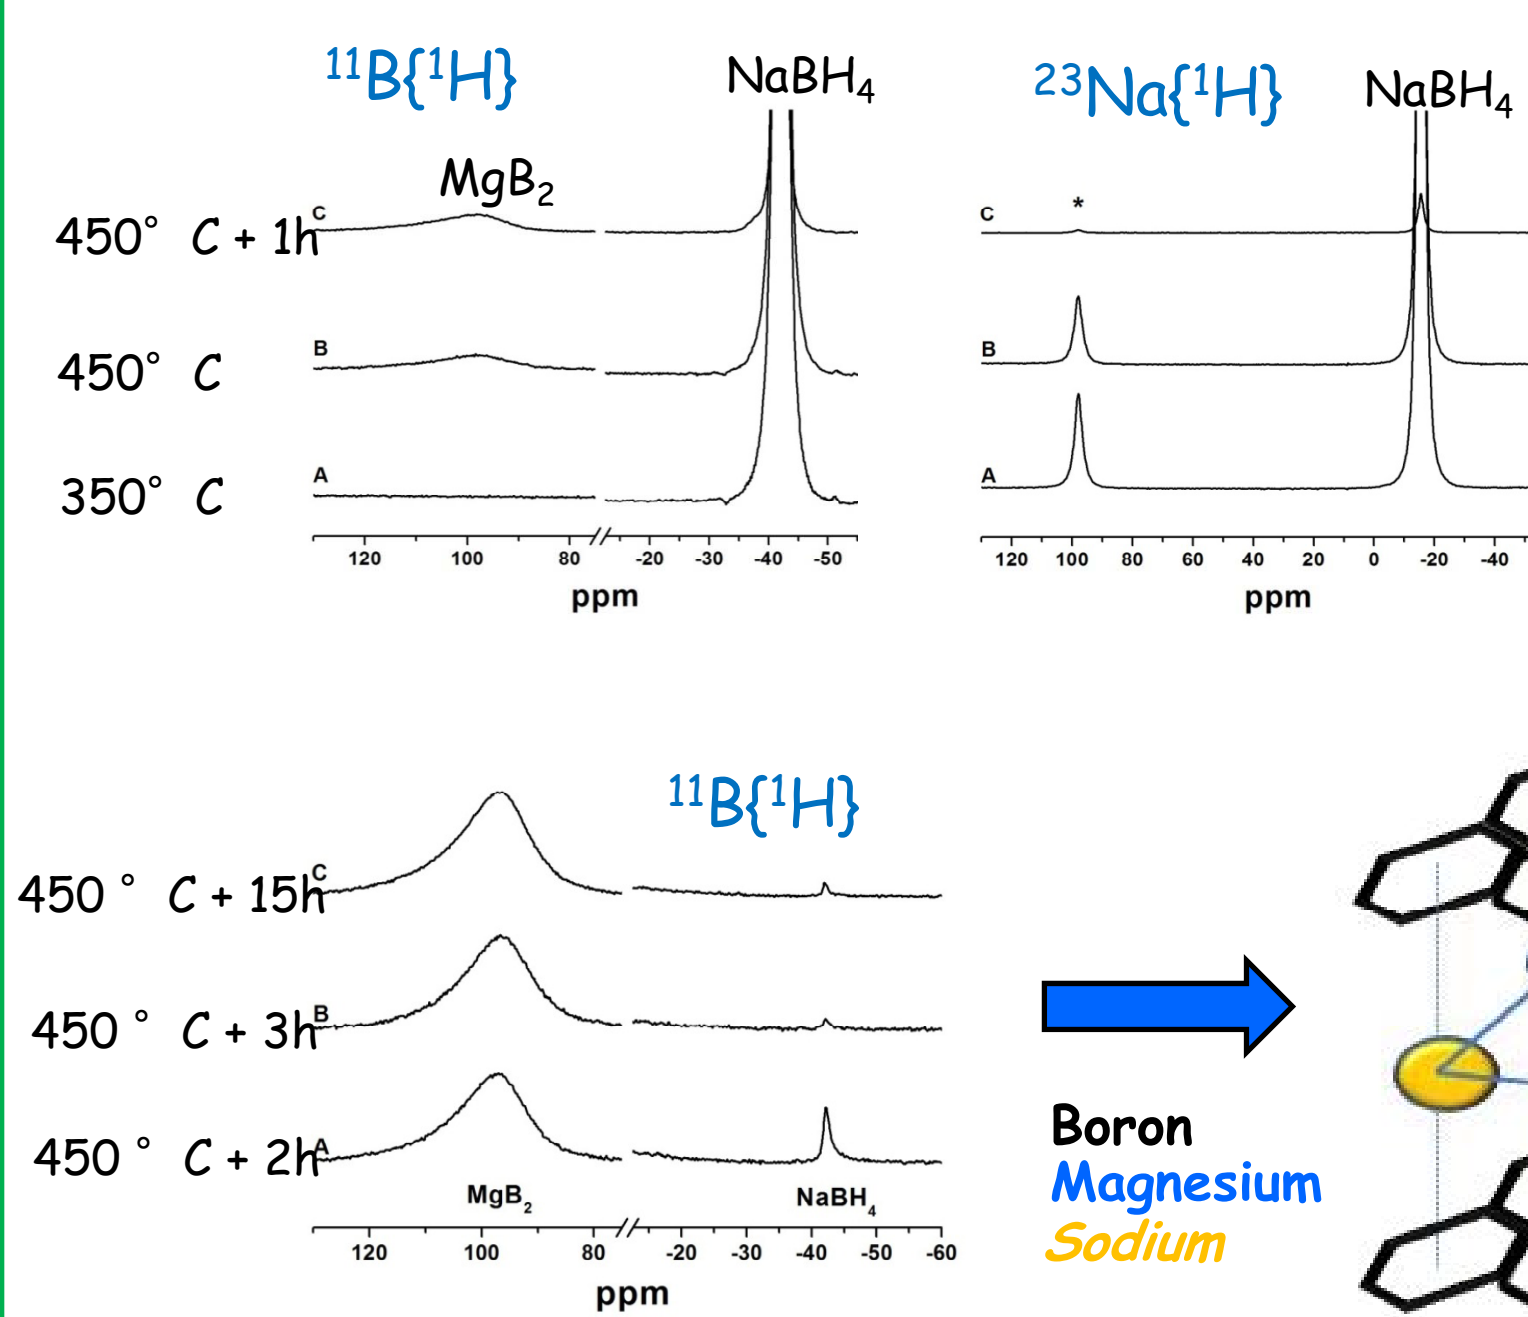 ¹¹B{¹H}
NaBH₄
MgB₂
450° C + 1h
C
450° C
B
350° C
A
120 100 80 -20 -30 -40 -50
ppm
²³Na{¹H}
NaBH₄
*
C
B
A
120 100 80 60 40 20 0 -20 -40
ppm
¹¹B{¹H}
450 ° C + 15h
C
450 ° C + 3h
B
450 ° C + 2h
A
MgB₂
NaBH₄
120 100 80 -20 -30 -40 -50 -60
ppm
Boron
Magnesium
Sodium